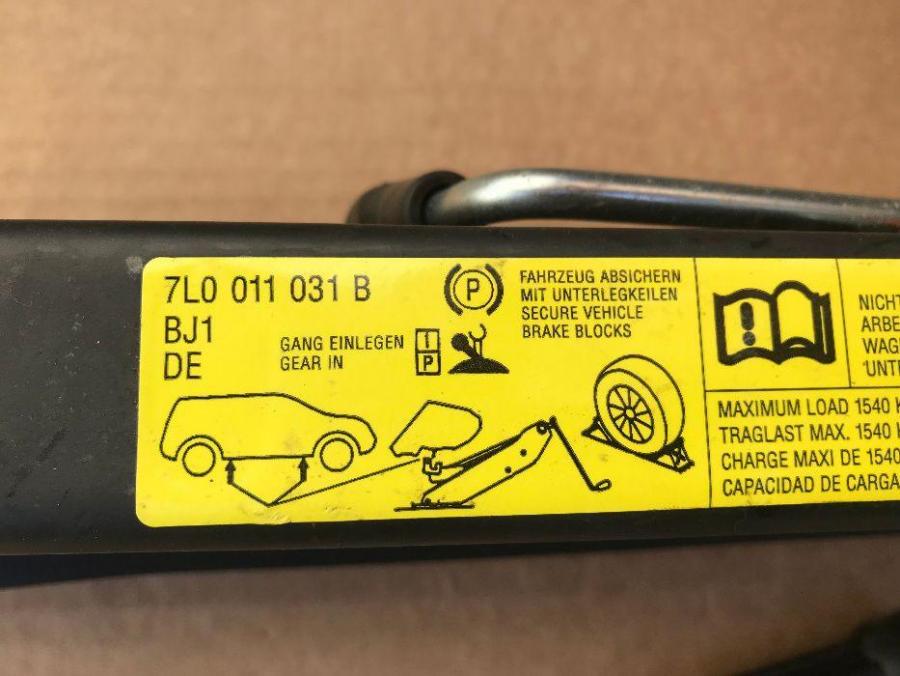 7L0 011 031 B
BJ1
DE
GANG EINLEGEN
GEAR IN
I
P
P
FAHRZEUG ABSICHERN
MIT UNTERLEGKEILEN
SECURE VEHICLE
BRAKE BLOCKS
!
NICHT
ARBE
WAG
'UNT
MAXIMUM LOAD 1540 K
TRAGLAST MAX. 1540 K
CHARGE MAXI DE 1540
CAPACIDAD DE CARGA